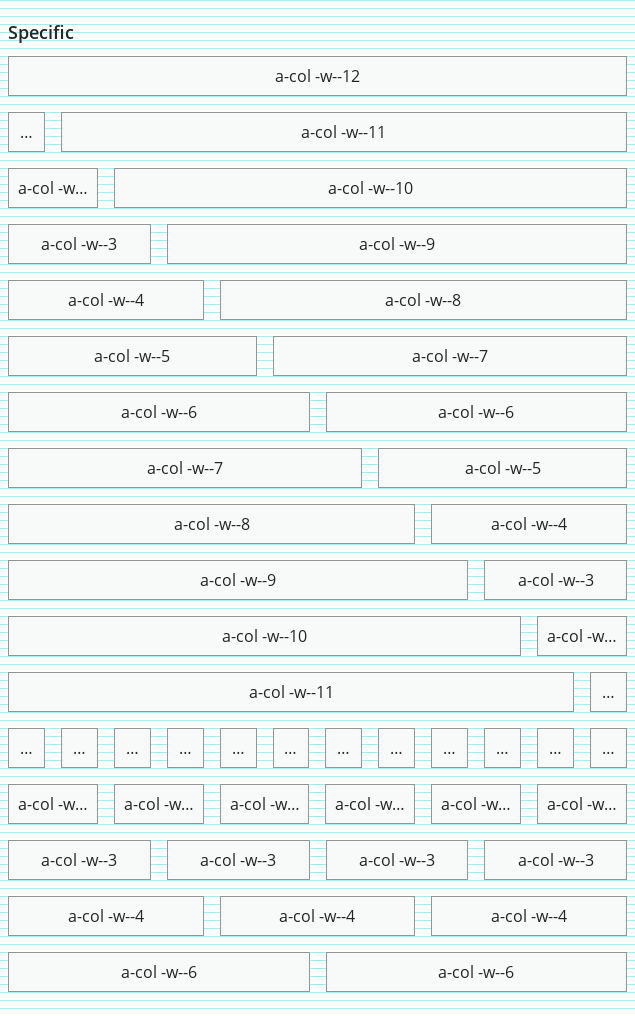 Specific
a-col -w--12
... a-col -w--11
a-col -w... a-col -w--10
a-col -w--3 a-col -w--9
a-col -w--4 a-col -w--8
a-col -w--5 a-col -w--7
a-col -w--6 a-col -w--6
a-col -w--7 a-col -w--5
a-col -w--8 a-col -w--4
a-col -w--9 a-col -w--3
a-col -w--10 a-col -w...
a-col -w--11 ...
... ... ... ... ... ... ... ... ... ... ... ...
a-col -w... a-col -w... a-col -w... a-col -w... a-col -w... a-col -w...
a-col -w--3 a-col -w--3 a-col -w--3 a-col -w--3
a-col -w--4 a-col -w--4 a-col -w--4
a-col -w--6 a-col -w--6